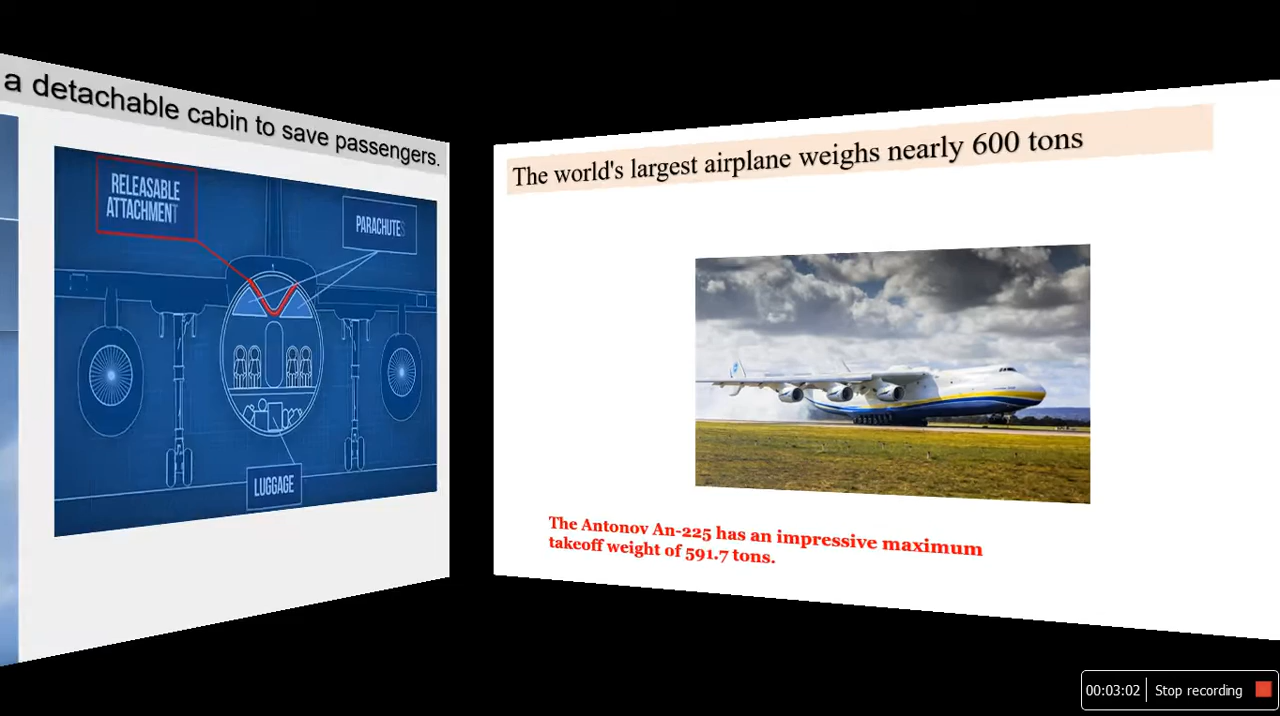 a detachable cabin to save passengers.
RELEASABLE
ATTACHMENT
PARACHUTES
LUGGAGE
The world's largest airplane weighs nearly 600 tons
The Antonov An-225 has an impressive maximum
takeoff weight of 591.7 tons.
00:03:02 Stop recording